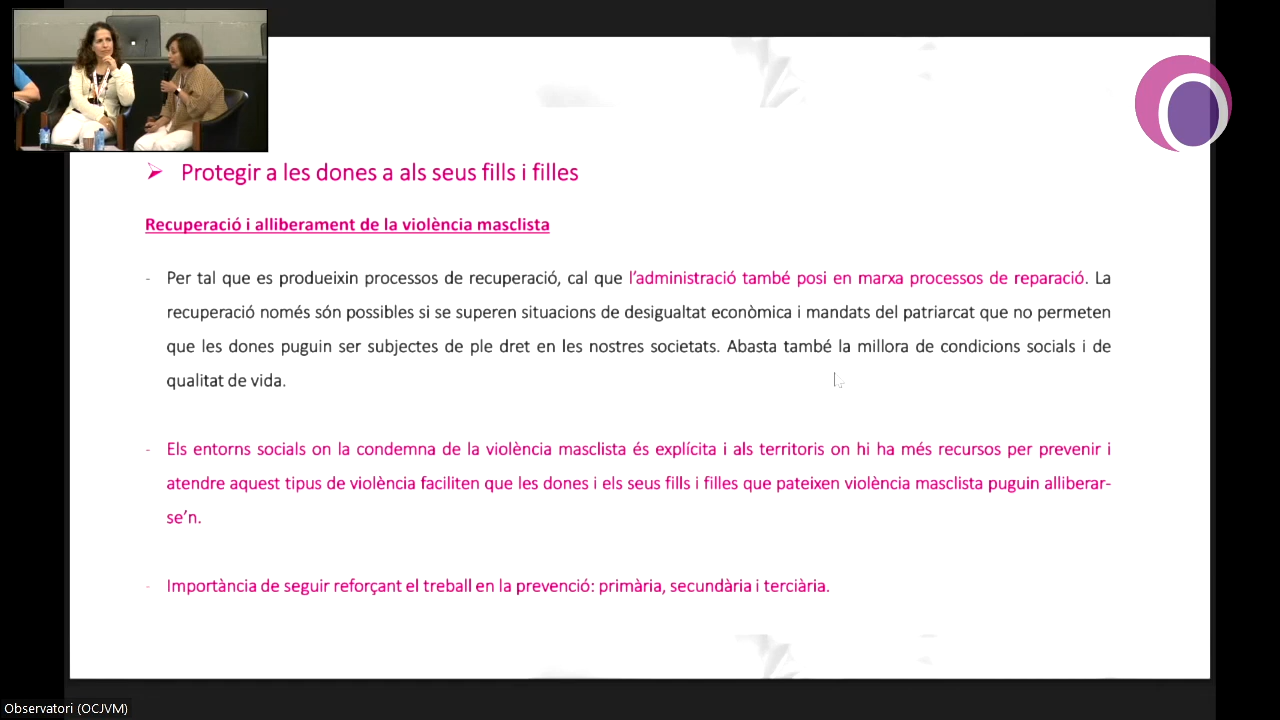 ➢ Protegir a les dones a als seus fills i filles
Recuperació i alliberament de la violència masclista
- Per tal que es produeixin processos de recuperació, cal que l’administració també posi en marxa processos de reparació. La
recuperació només són possibles si se superen situacions de desigualtat econòmica i mandats del patriarcat que no permeten
que les dones puguin ser subjectes de ple dret en les nostres societats. Abasta també la millora de condicions socials i de
qualitat de vida.
- Els entorns socials on la condemna de la violència masclista és explícita i als territoris on hi ha més recursos per prevenir i
atendre aquest tipus de violència faciliten que les dones i els seus fills i filles que pateixen violència masclista puguin alliberar-
se’n.
- Importància de seguir reforçant el treball en la prevenció: primària, secundària i terciària.
Observatori (OCJVM)